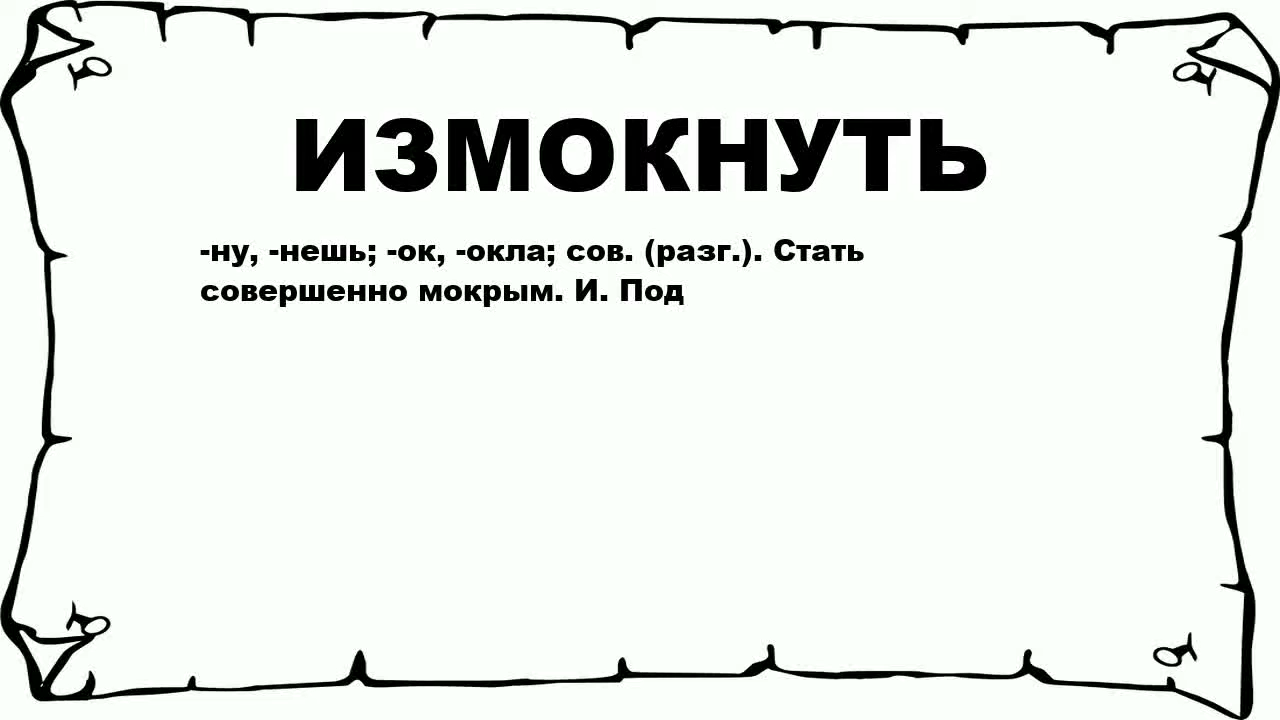 ИЗМОКНУТЬ
-ну, -нешь; -ок, -окла; сов. (разг.). Стать
совершенно мокрым. И. Под